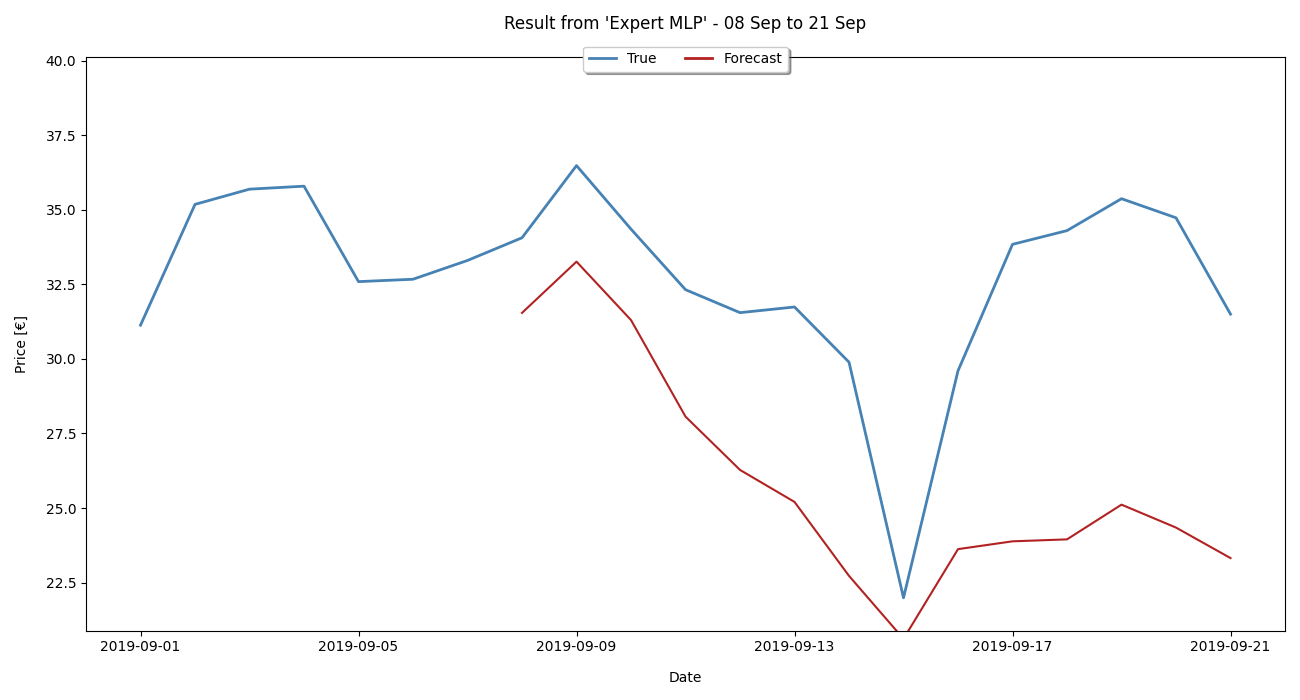 Result from 'Expert MLP' - 08 Sep to 21 Sep
True Forecast
40.0
37.5
35.0
32.5
30.0
27.5
25.0
22.5
Price [€]
2019-09-01 2019-09-05 2019-09-09 2019-09-13 2019-09-17 2019-09-21
Date